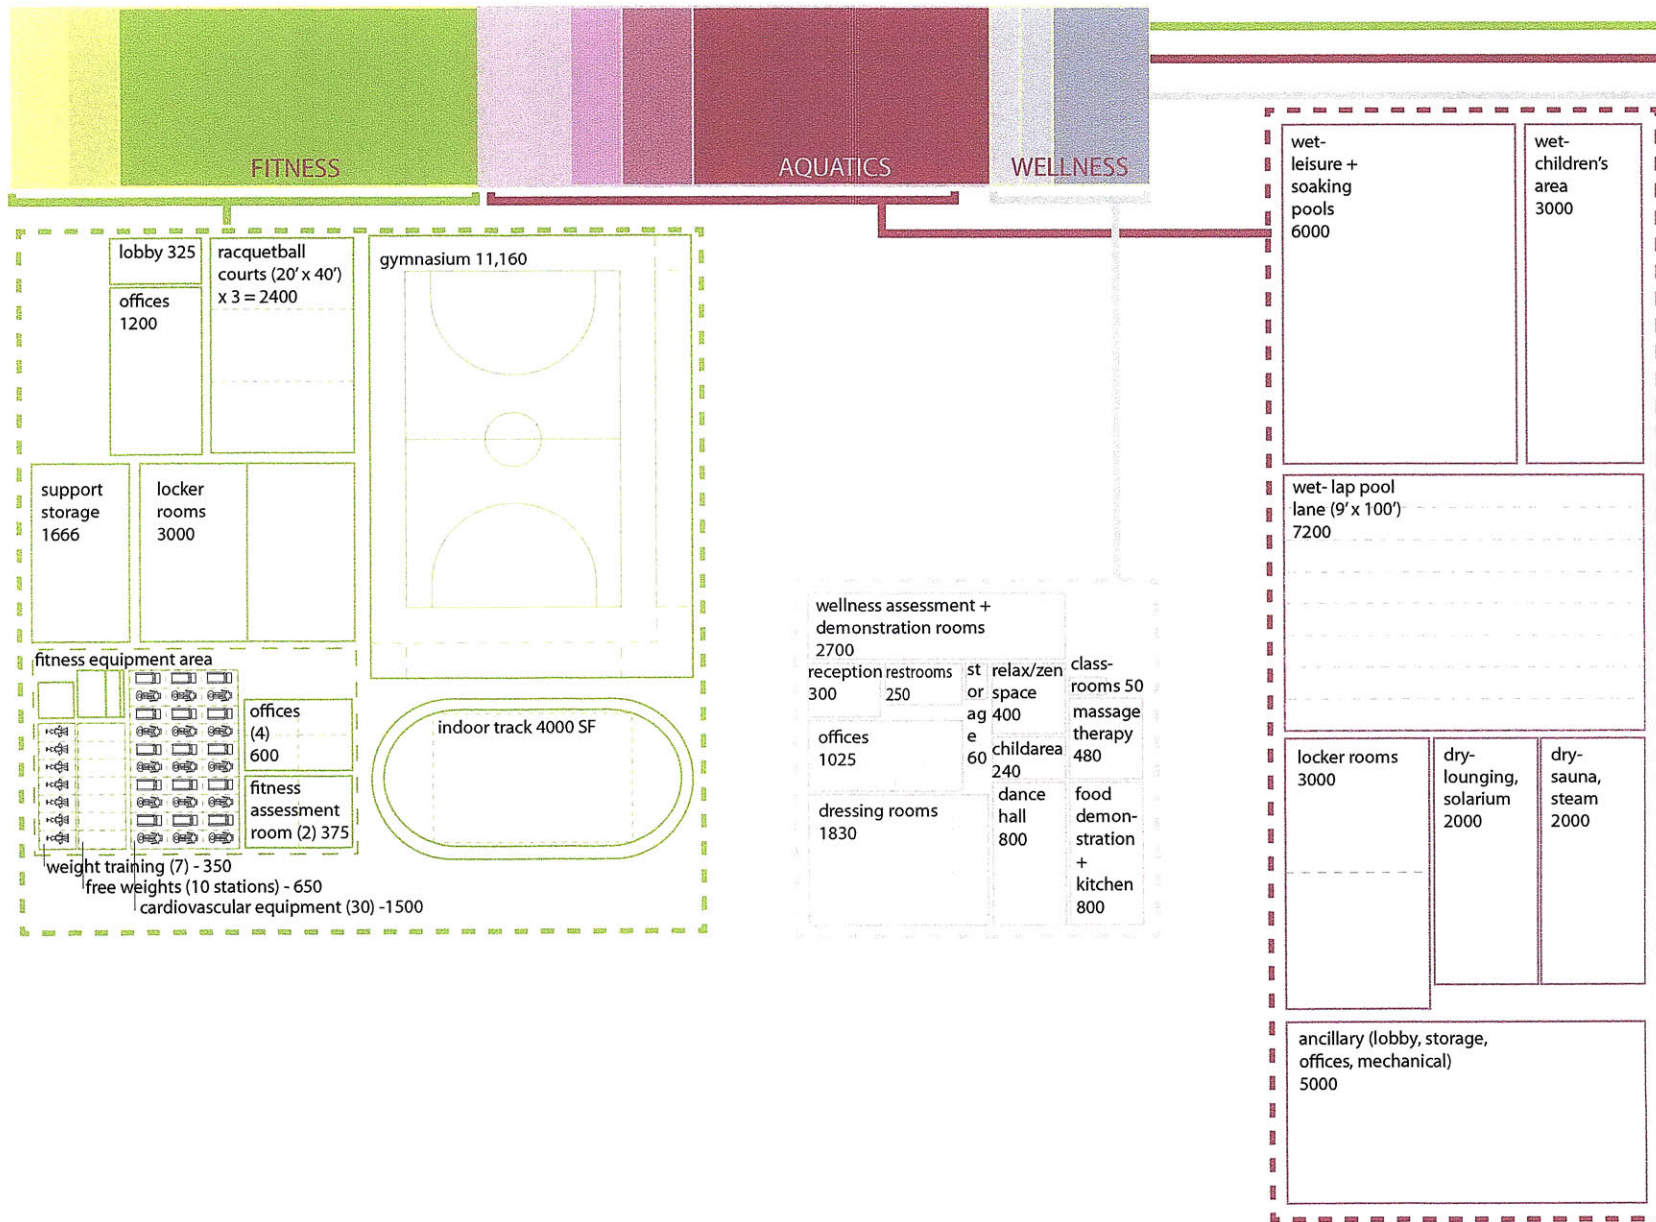 FITNESS
AQUATICS
WELLNESS
lobby 325
offices
1200
racquetball
courts (20' x 40')
x 3 = 2400
gymnasium 11,160
support
storage
1666
locker
rooms
3000
fitness equipment area
offices
(4)
600
fitness
assessment
room (2) 375
weight training (7) - 350
free weights (10 stations) - 650
cardiovascular equipment (30) -1500
indoor track 4000 SF
wellness assessment +
demonstration rooms
2700
reception
300
restrooms
250
st
or
ag
e
60
relax/zen
space
400
class-
rooms 50
offices
1025
childarea
240
massage
therapy
480
dressing rooms
1830
dance
hall
800
food
demon-
stration
+
kitchen
800
wet-
leisure +
soaking
pools
6000
wet-
children's
area
3000
wet- lap pool
lane (9' x 100')
7200
locker rooms
3000
dry-
lounging,
solarium
2000
dry-
sauna,
steam
2000
ancillary (lobby, storage,
offices, mechanical)
5000